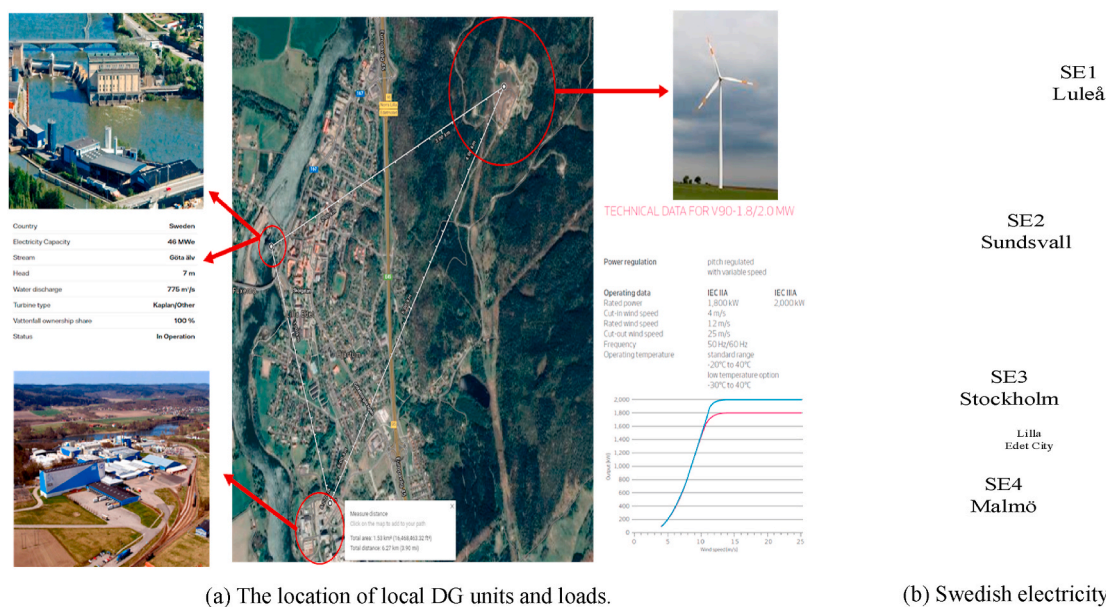 Country Sweden
Electricity Capacity 46 MWe
Stream Göta älv
Head 7 m
Water discharge 775 m³/s
Turbine type Kaplan/Other
Vattenfall ownership share 100 %
Status In Operation
167
167
Measure distance
Click on the map to add to your path
Total area: 1.53 km² (16,458,463.32 ft²)
Total distance: 6.27 km (3.90 mi)
TECHNICAL DATA FOR V90-1.8/2.0 MW
Power regulation pitch regulated
with variable speed
Operating data IEC IIA IEC IIIA
Rated power 1,800 kW 2,000 kW
Cut-in wind speed 4 m/s
Rated wind speed 1.2 m/s
Cut-out wind speed 25 m/s
Frequency 50 Hz/60 Hz
Operating temperature standard range
-20°C to 40°C
low temperature option
-30°C to 40°C
2,000
1,800
1,600
1,400
1,200
1,000
800
600
400
200
0
Output (kW)
0 5 10 15 20 25
Wind speed (m/s)
SE1
Luleå
SE2
Sundsvall
SE3
Stockholm
Lilla
Edet City
SE4
Malmö
(a) The location of local DG units and loads.
(b) Swedish electricity